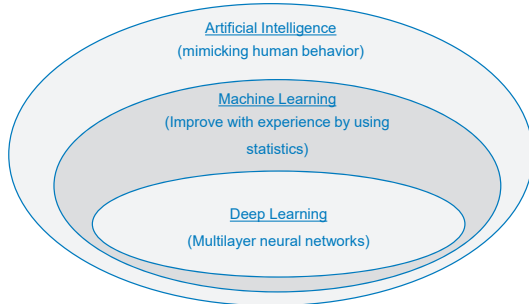 Artificial Intelligence
(mimicking human behavior)
Machine Learning
(Improve with experience by using
statistics)
Deep Learning
(Multilayer neural networks)